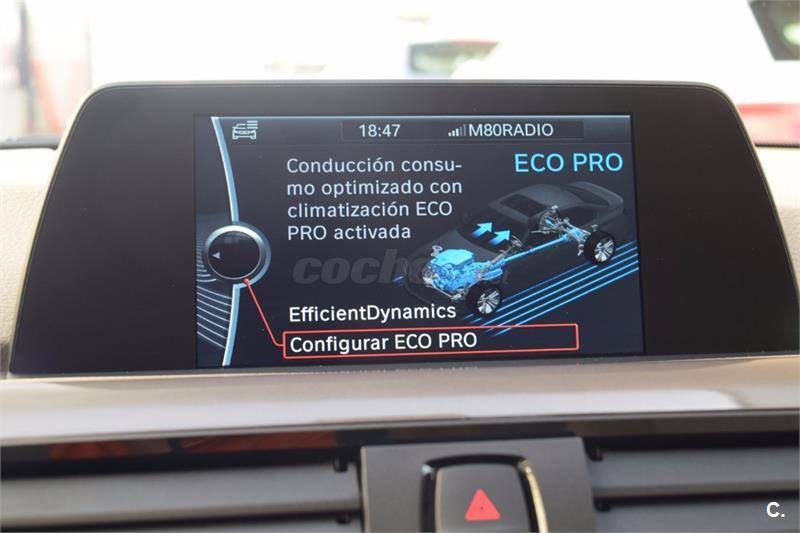 18:47 M80RADIO
Conducción consu-
mo optimizado con
climatización ECO
PRO activada
ECO PRO
EfficientDynamics
Configurar ECO PRO
C.